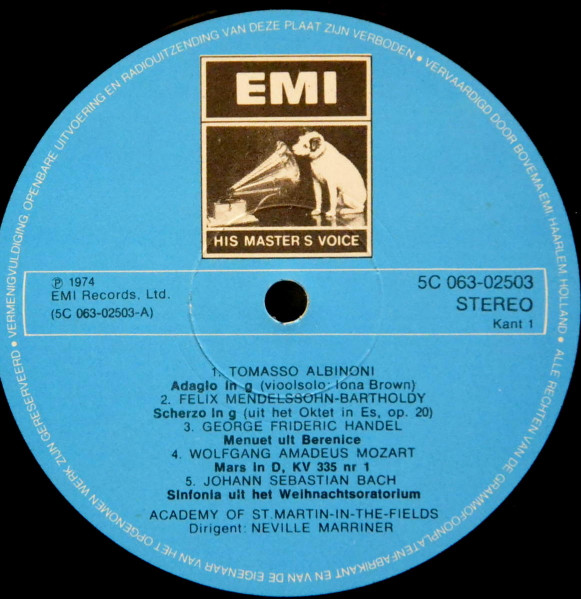 EMI
HIS MASTER'S VOICE
℗ 1974
EMI Records, Ltd.
(5C 063-02503-A)
5C 063-02503
STEREO
Kant 1
1. TOMASSO ALBINONI
Adagio in g (vioolsolo: Iona Brown)
2. FELIX MENDELSSOHN-BARTHOLDY
Scherzo in g (uit het Oktet in Es, op. 20)
3. GEORGE FRIDERIC HANDEL
Menuet uit Berenice
4. WOLFGANG AMADEUS MOZART
Mars in D, KV 335 nr 1
5. JOHANN SEBASTIAN BACH
Sinfonia uit het Weihnachtsoratorium
ACADEMY OF ST. MARTIN-IN-THE-FIELDS
Dirigent: NEVILLE MARRINER
• VERVAARDIGD DOOR BOVEMA-EMI HAARLEM HOLLAND • ALLE RECHTEN VAN DE GRAMMOFOONPLATENFABRIKANT EN VAN DE EIGENAAR VAN HET OPGENOMEN WERK ZIJN GERESERVEERD • VERMENIGVULDIGING, OPENBARE UITVOERING EN RADIOUITZENDING VAN DEZE PLAAT ZIJN VERBODEN